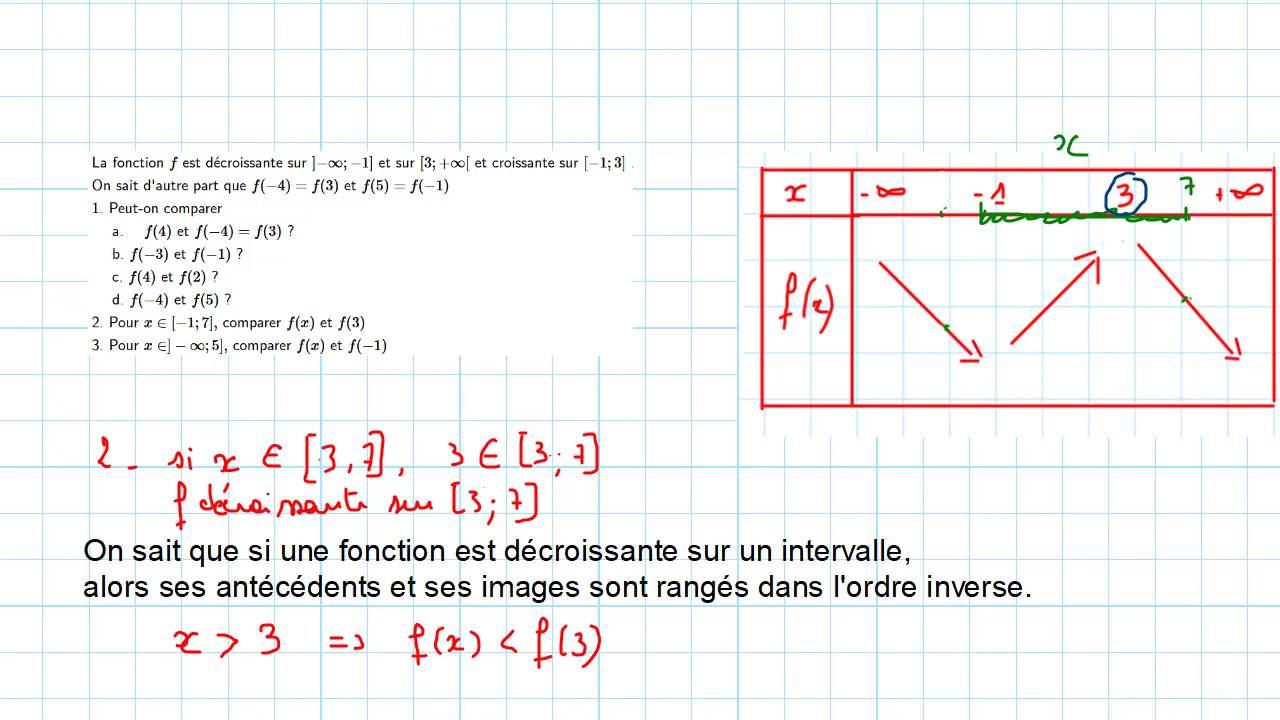 La fonction f est décroissante sur ]−∞; −1] et sur [3; +∞[ et croissante sur [−1; 3] .
On sait d'autre part que f(−4) = f(3) et f(5) = f(−1)
1. Peut-on comparer
a. f(4) et f(−4) = f(3) ?
b. f(−3) et f(−1) ?
c. f(4) et f(2) ?
d. f(−4) et f(5) ?
2. Pour x ∈ [−1; 7], comparer f(x) et f(3)
3. Pour x ∈] − ∞; 5], comparer f(x) et f(−1)
x
x -∞ -1 3 7 +∞
f(x)
2 - si x ∈ [3, 7], 3 ∈ [3; 7]
f décroissante sur [3; 7]
On sait que si une fonction est décroissante sur un intervalle,
alors ses antécédents et ses images sont rangés dans l'ordre inverse.
x > 3 => f(x) < f(3)